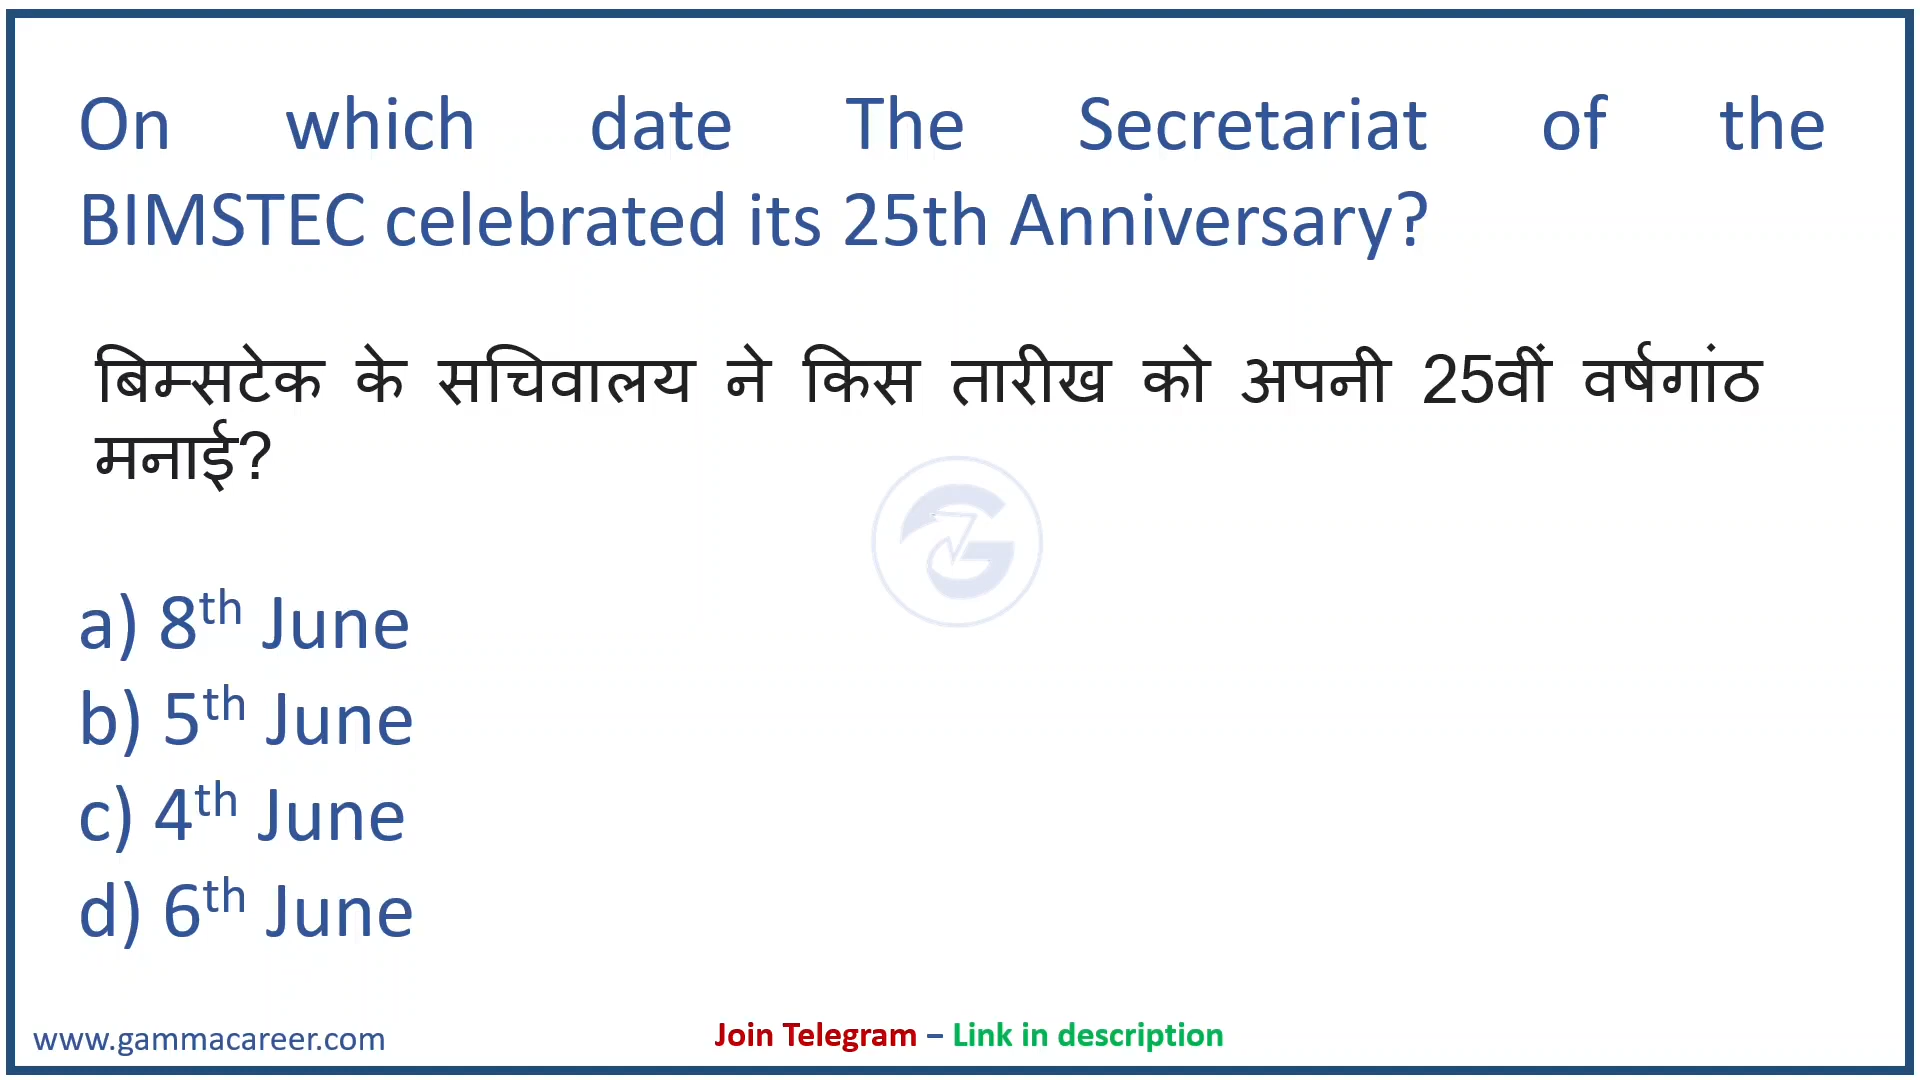 On which date The Secretariat of the
BIMSTEC celebrated its 25th Anniversary?
बिम्सटेक के सचिवालय ने किस तारीख को अपनी 25वीं वर्षगांठ
मनाई?
a) 8th June
b) 5th June
c) 4th June
d) 6th June
www.gammacareer.com
Join Telegram – Link in description